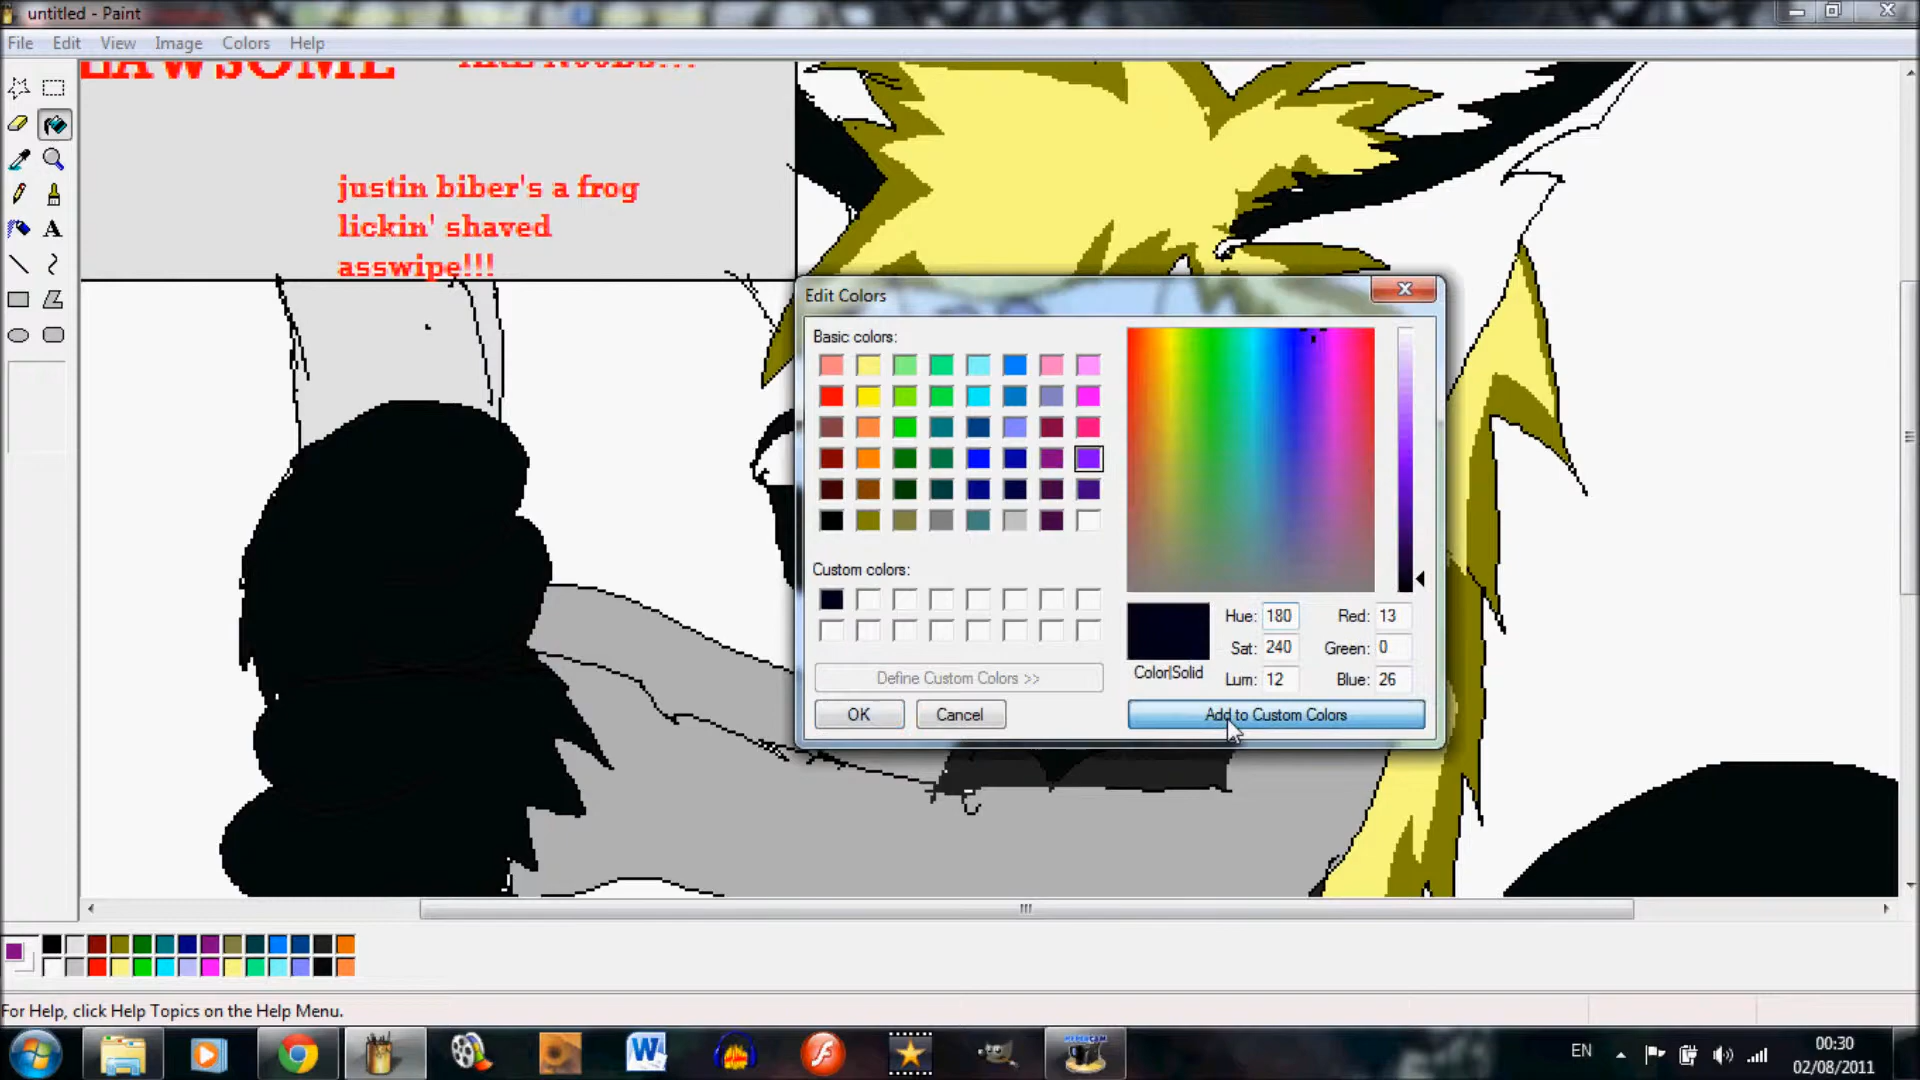 untitled - Paint
File Edit View Image Colors Help
justin biber's a frog
lickin' shaved
asswipe!!!
Edit Colors
Basic colors:
Custom colors:
Define Custom Colors >>
OK Cancel
Hue: 180 Red: 13
Sat: 240 Green: 0
Color|Solid
Lum: 12 Blue: 26
Add to Custom Colors
For Help, click Help Topics on the Help Menu.
EN
00:30
02/08/2011